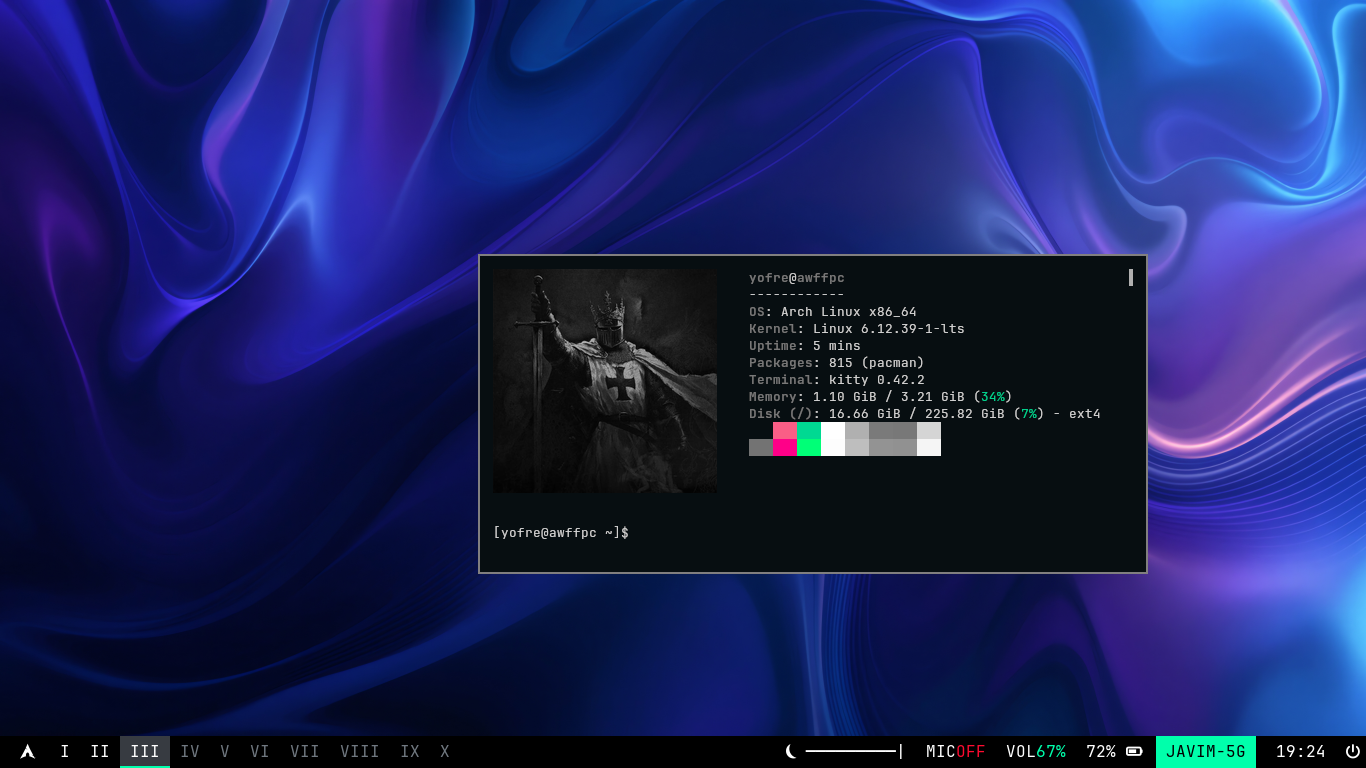 yofre@awffpc
------------
OS: Arch Linux x86_64
Kernel: Linux 6.12.39-1-lts
Uptime: 5 mins
Packages: 815 (pacman)
Terminal: kitty 0.42.2
Memory: 1.10 GiB / 3.21 GiB (34%)
Disk (/): 16.66 GiB / 225.82 GiB (7%) - ext4
[yofre@awffpc ~]$
I II III IV V VI VII VIII IX X MICOFF VOL67% 72% JAVIM-5G 19:24